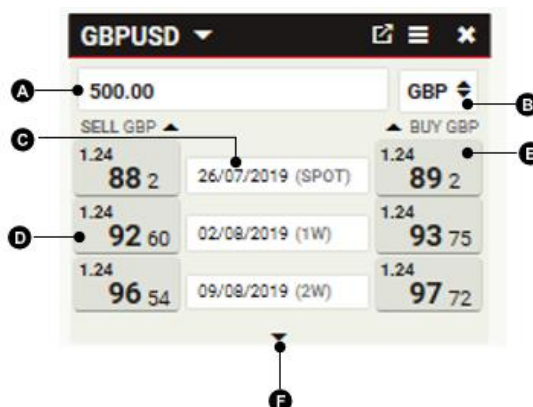 GBPUSD
A 500.00 GBP B
C SELL GBP BUY GBP
1.24 88 2 26/07/2019 (SPOT) 1.24 89 2 E
D 1.24 92 60 02/08/2019 (1W) 1.24 93 75
1.24 96 54 09/08/2019 (2W) 1.24 97 72
F